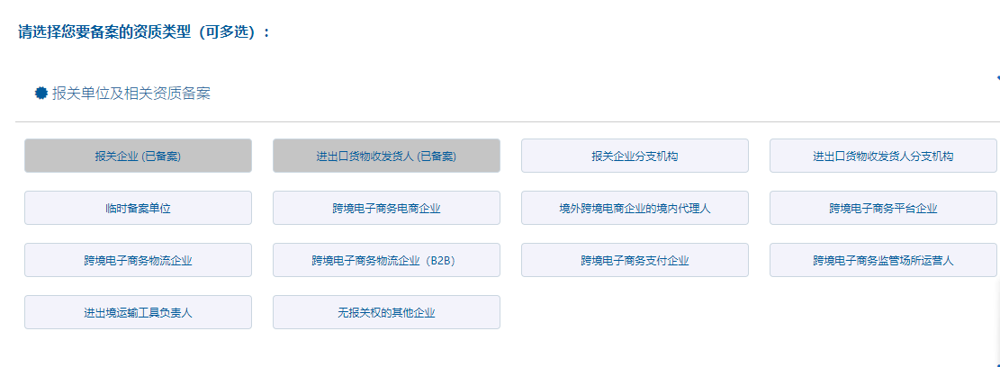 请选择您要备案的资质类型（可多选）:
报关单位及相关资质备案
报关企业 (已备案)
进出口货物收发货人 (已备案)
报关企业分支机构
进出口货物收发货人分支机构
临时备案单位
跨境电子商务电商企业
境外跨境电商企业的境内代理人
跨境电子商务平台企业
跨境电子商务物流企业
跨境电子商务物流企业（B2B）
跨境电子商务支付企业
跨境电子商务监管场所运营人
进出境运输工具负责人
无报关权的其他企业